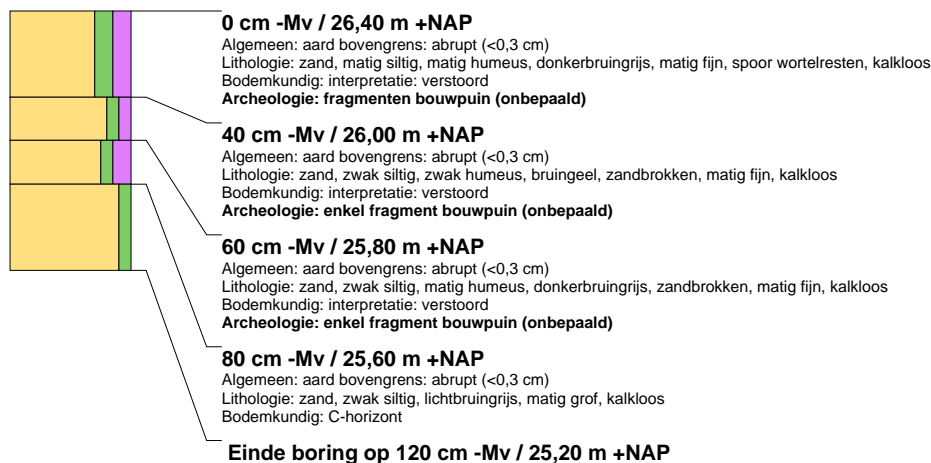 0 cm -Mv / 26,40 m +NAP
Algemeen: aard bovengrens: abrupt (<0,3 cm)
Lithologie: zand, matig siltig, matig humeus, donkerbruingrijs, matig fijn, spoor wortelresten, kalkloos
Bodemkundig: interpretatie: verstoord
Archeologie: fragmenten bouwpuin (onbepaald)
40 cm -Mv / 26,00 m +NAP
Algemeen: aard bovengrens: abrupt (<0,3 cm)
Lithologie: zand, zwak siltig, zwak humeus, bruingeel, zandbrokken, matig fijn, kalkloos
Bodemkundig: interpretatie: verstoord
Archeologie: enkel fragment bouwpuin (onbepaald)
60 cm -Mv / 25,80 m +NAP
Algemeen: aard bovengrens: abrupt (<0,3 cm)
Lithologie: zand, zwak siltig, matig humeus, donkerbruingrijs, zandbrokken, matig fijn, kalkloos
Bodemkundig: interpretatie: verstoord
Archeologie: enkel fragment bouwpuin (onbepaald)
80 cm -Mv / 25,60 m +NAP
Algemeen: aard bovengrens: abrupt (<0,3 cm)
Lithologie: zand, zwak siltig, lichtbruingrijs, matig grof, kalkloos
Bodemkundig: C-horizont
Einde boring op 120 cm -Mv / 25,20 m +NAP